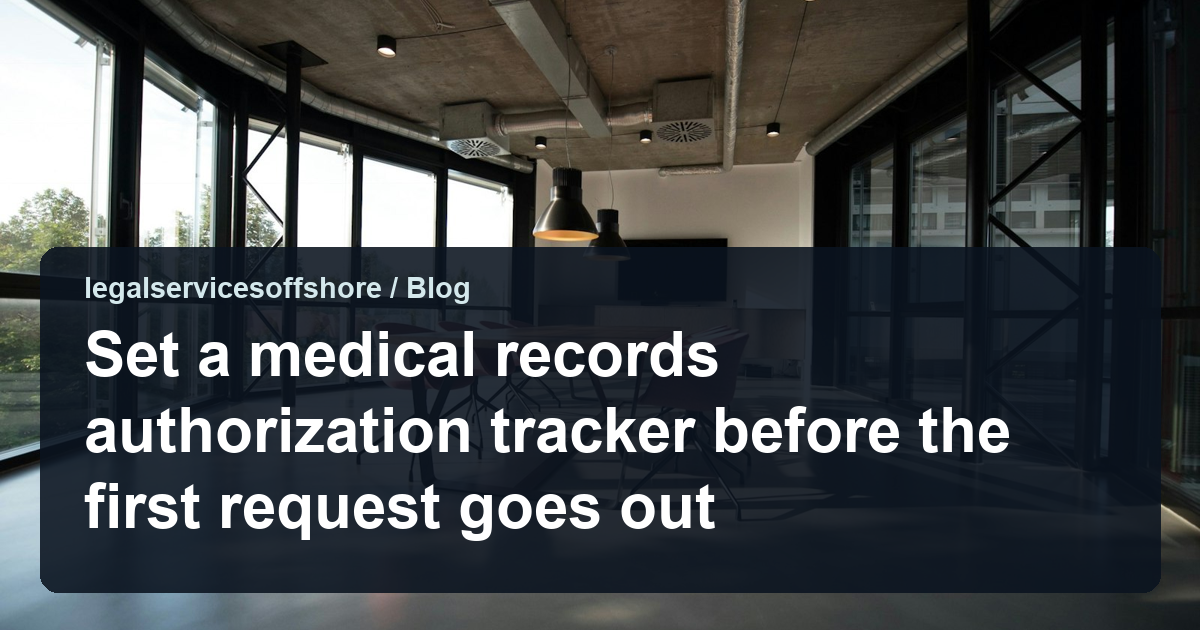 legalservicesoffshore / Blog
Set a medical records
authorization tracker before the
first request goes out